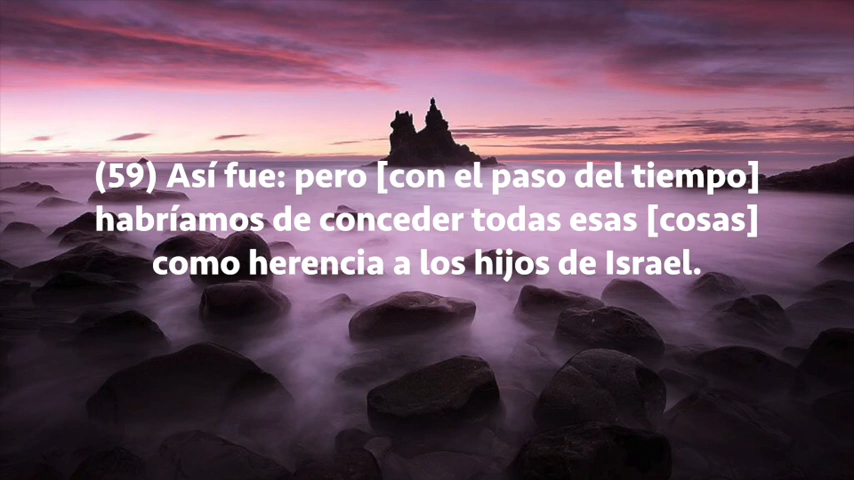 (59) Así fue: pero [con el paso del tiempo]
habríamos de conceder todas esas [cosas]
como herencia a los hijos de Israel.